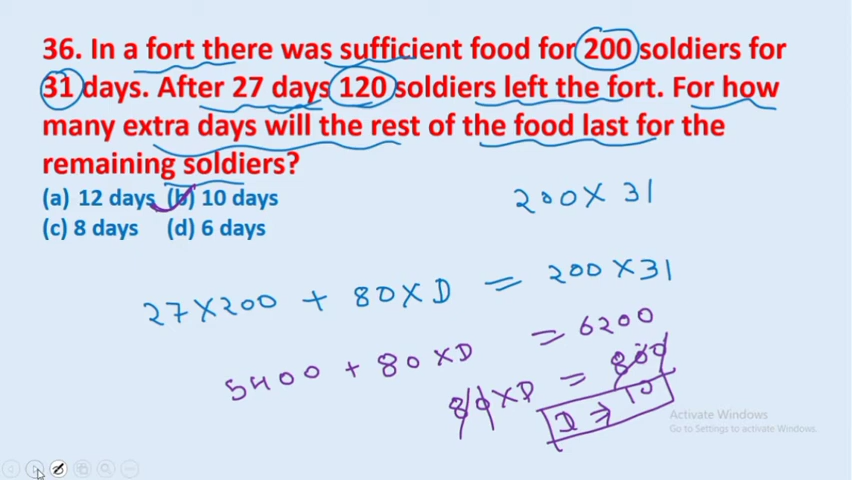 36. In a fort there was sufficient food for 200 soldiers for
31 days. After 27 days 120 soldiers left the fort. For how
many extra days will the rest of the food last for the
remaining soldiers?
(a) 12 days (b) 10 days
(c) 8 days (d) 6 days
200 X 31
27 X 200 + 80 X D = 200 X 31
5400 + 80 X D = 6200
80 X D = 800
10
D ⇒ 10
Activate Windows
Go to Settings to activate Windows.